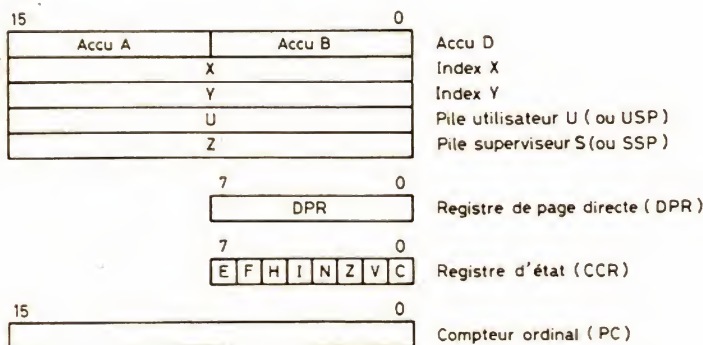 15 0
Accu A Accu B Accu D
X Index X
Y Index Y
U Pile utilisateur U ( ou USP )
Z Pile superviseur S (ou SSP )
7 0
DPR Registre de page directe ( DPR )
7 0
E F H I N Z V C Registre d'état ( CCR )
15 0
Compteur ordinal ( PC )